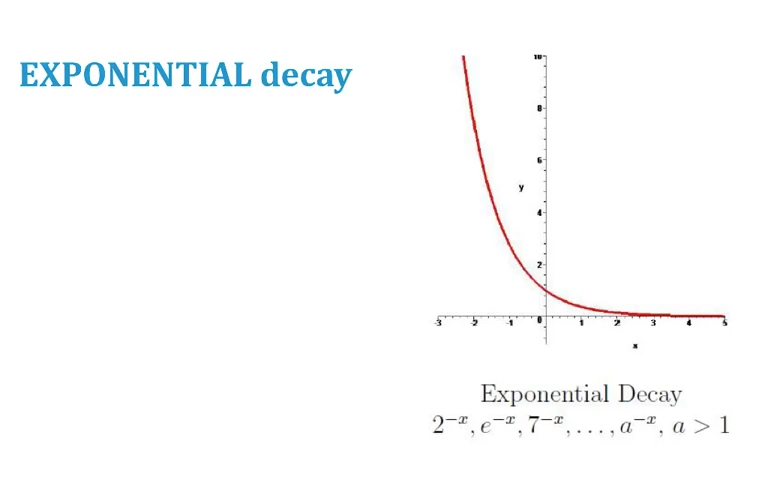 EXPONENTIAL decay
10
8
6
y
4
2
-3 -2 -1 0 1 2 3 4 5
x
Exponential Decay
2⁻ˣ, e⁻ˣ, 7⁻ˣ, . . . , a⁻ˣ, a > 1